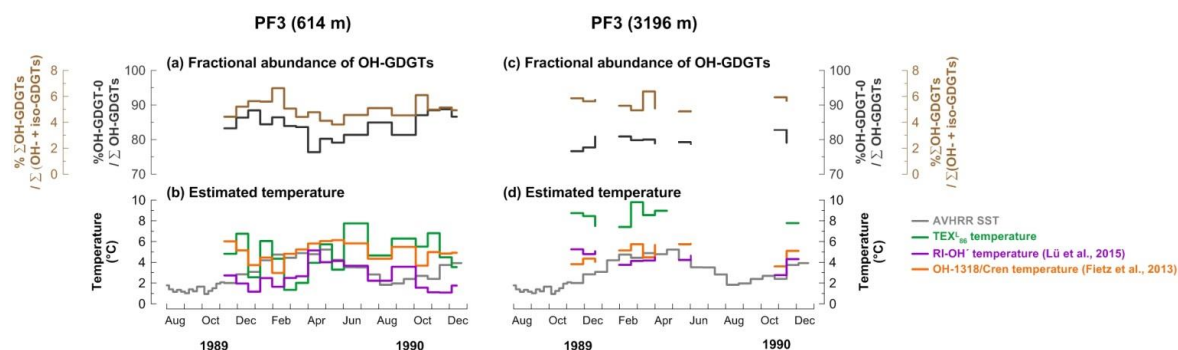 PF3 (614 m)
PF3 (3196 m)
(a) Fractional abundance of OH-GDGTs
(c) Fractional abundance of OH-GDGTs
% ∑OH-GDGTs
/ ∑ (OH- + iso-GDGTs)
8
6
4
2
0
%OH-GDGT-0
/ ∑ OH-GDGTs
100
90
80
70
100
90
80
70
%OH-GDGT-0
/ ∑ OH-GDGTs
8
6
4
2
0
%∑OH-GDGTs
/ ∑(OH- + iso-GDGTs)
(b) Estimated temperature
(d) Estimated temperature
Temperature
(°C)
10
8
6
4
2
0
Temperature
(°C)
10
8
6
4
2
0
AVHRR SST
TEX^L_86 temperature
RI-OH´ temperature (Lü et al., 2015)
OH-1318/Cren temperature (Fietz et al., 2013)
Aug Oct Dec Feb Apr Jun Aug Oct Dec
Aug Oct Dec Feb Apr Jun Aug Oct Dec
1989 1990
1989 1990